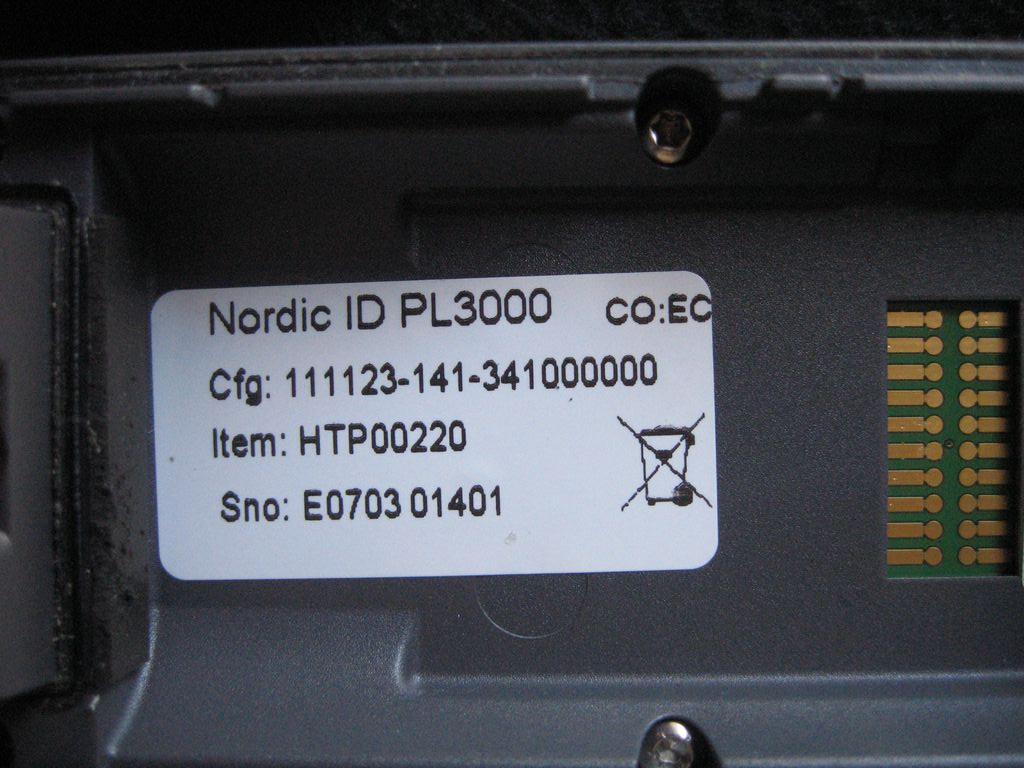 Nordic ID PL3000 CO:EC
Cfg: 111123-141-341000000
Item: HTP00220
Sno: E0703 01401